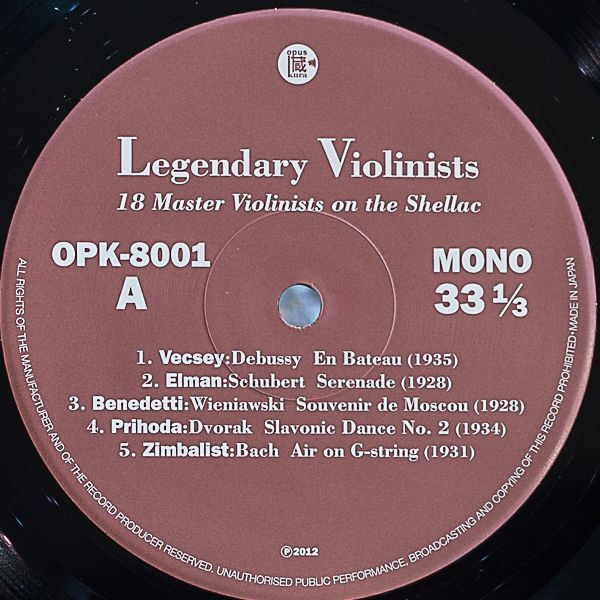 opus
蔵
kura
Legendary Violinists
18 Master Violinists on the Shellac
OPK-8001
A
MONO
33 1/3
1. Vecsey:Debussy En Bateau (1935)
2. Elman:Schubert Serenade (1928)
3. Benedetti:Wieniawski Souvenir de Moscou (1928)
4. Prihoda:Dvorak Slavonic Dance No. 2 (1934)
5. Zimbalist:Bach Air on G-string (1931)
℗2012
ALL RIGHTS OF THE MANUFACTURER AND OF THE RECORD PRODUCER RESERVED, UNAUTHORISED PUBLIC PERFORMANCE, BROADCASTING AND COPYING OF THIS RECORD PROHIBITED•MADE IN JAPAN